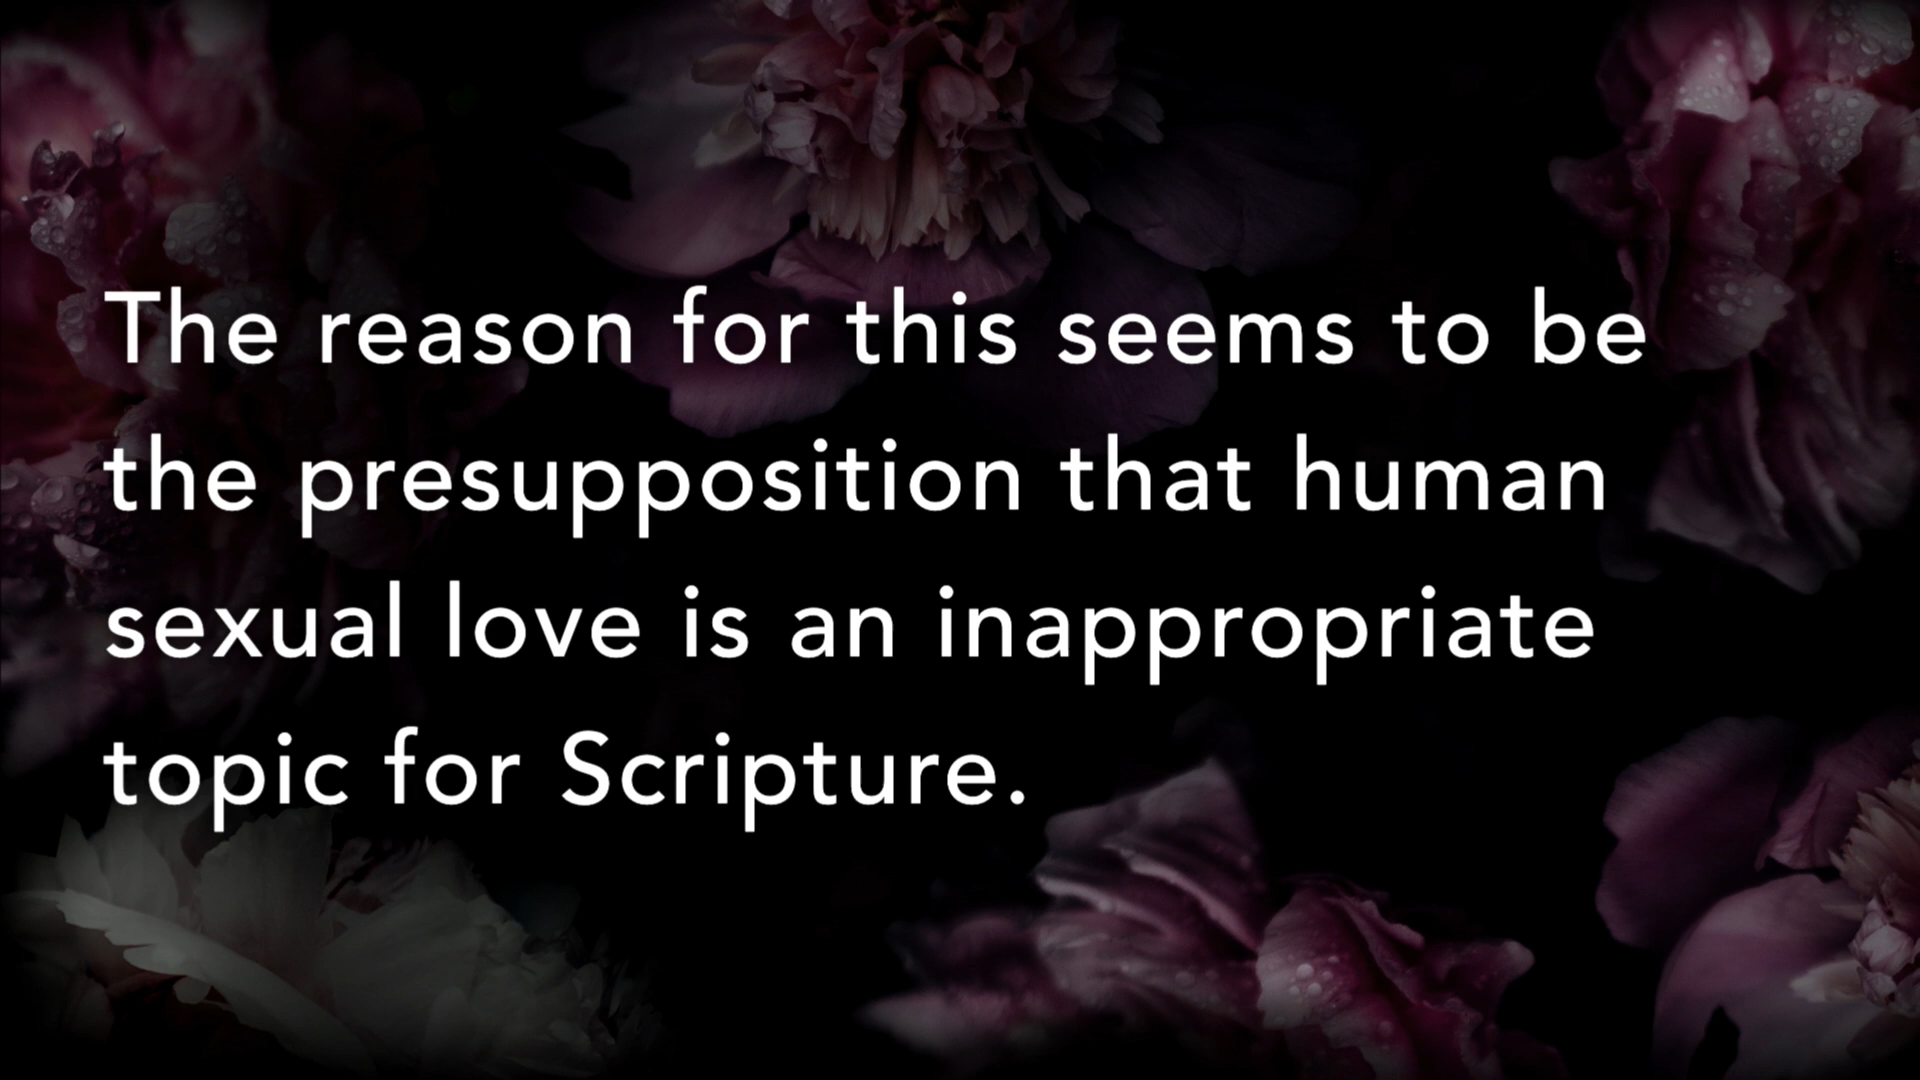 The reason for this seems to be
the presupposition that human
sexual love is an inappropriate
topic for Scripture.